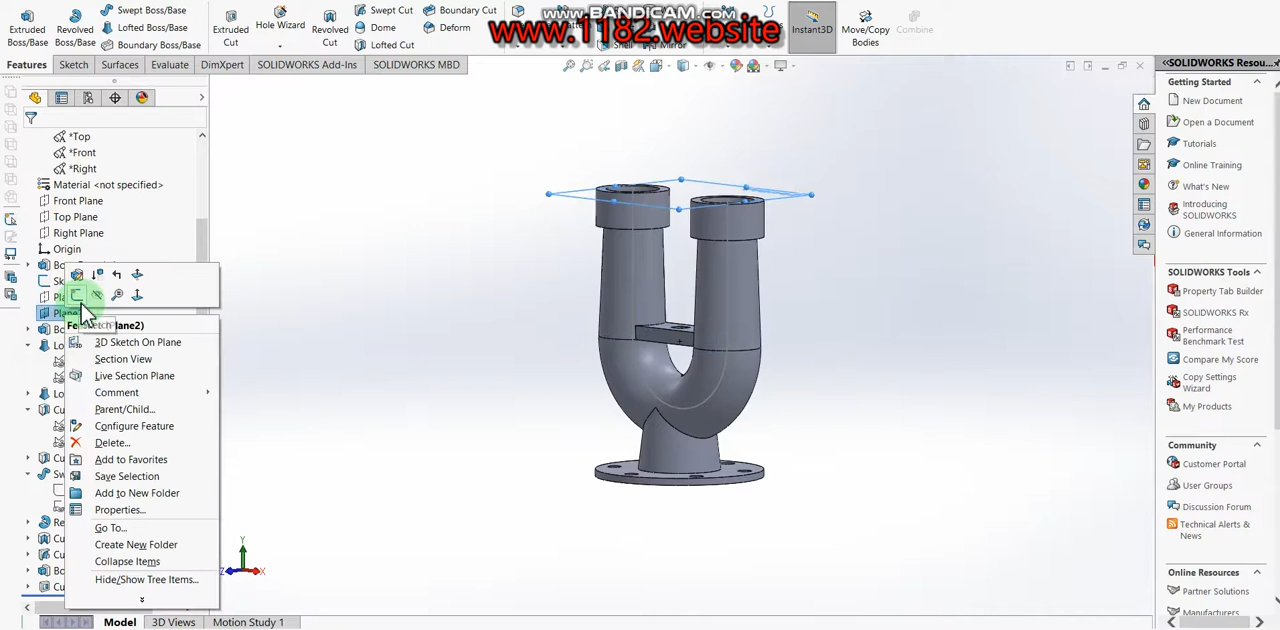 www.BANDICAM.com
www.1182.website
Extruded Boss/Base
Revolved Boss/Base
Swept Boss/Base
Lofted Boss/Base
Boundary Boss/Base
Extruded Cut
Hole Wizard
Revolved Cut
Swept Cut
Dome
Lofted Cut
Boundary Cut
Deform
Shell
Mirror
Instant3D
Move/Copy Bodies
Combine
Features
Sketch
Surfaces
Evaluate
DimXpert
SOLIDWORKS Add-Ins
SOLIDWORKS MBD
*Top
*Front
*Right
Material <not specified>
Front Plane
Top Plane
Right Plane
Origin
3D Sketch On Plane
Section View
Live Section Plane
Comment
Parent/Child...
Configure Feature
Delete...
Add to Favorites
Save Selection
Add to New Folder
Properties...
Go To...
Create New Folder
Collapse Items
Hide/Show Tree Items...
Y
Z
X
Model
3D Views
Motion Study 1
SOLIDWORKS Resou...
Getting Started
New Document
Open a Document
Tutorials
Online Training
What's New
Introducing SOLIDWORKS
General Information
SOLIDWORKS Tools
Property Tab Builder
SOLIDWORKS Rx
Performance Benchmark Test
Compare My Score
Copy Settings Wizard
My Products
Community
Customer Portal
User Groups
Discussion Forum
Technical Alerts & News
Online Resources
Partner Solutions
Manufacturers